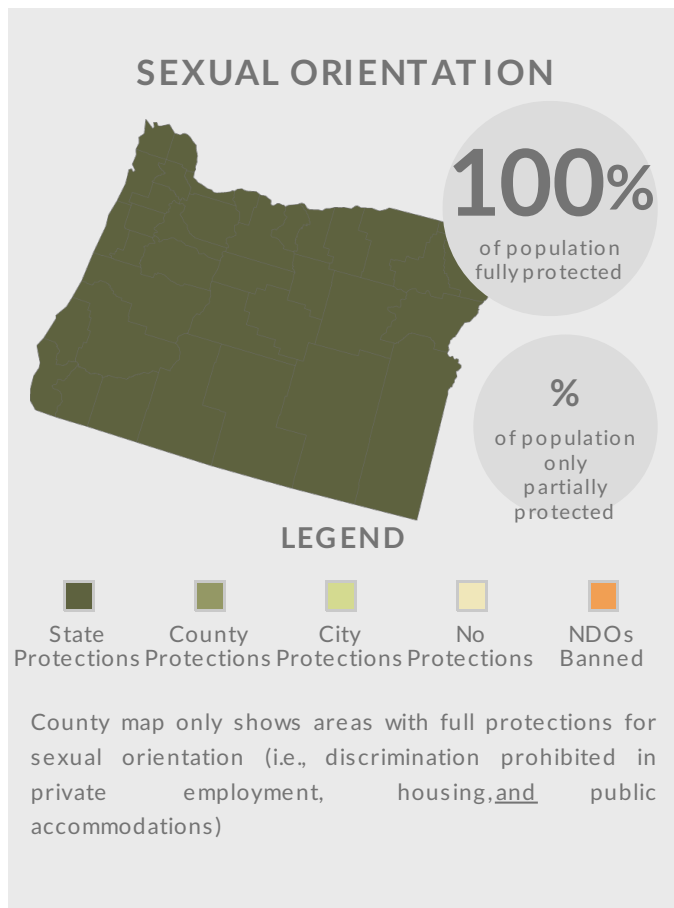 SEXUAL ORIENTATION
100%
of population
fully protected
%
of population
only
partially
protected
LEGEND
State
Protections
County
Protections
City
Protections
No
Protections
NDOs
Banned
County map only shows areas with full protections for
sexual orientation (i.e., discrimination prohibited in
private employment, housing, and public
accommodations)